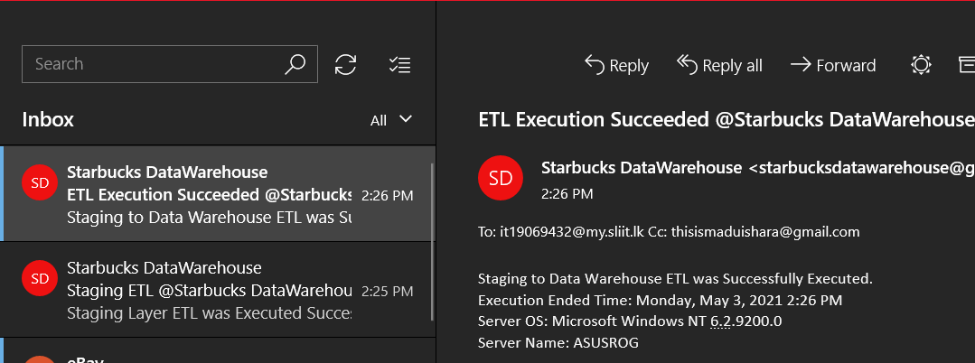 Search
Inbox
All
SD
Starbucks DataWarehouse
ETL Execution Succeeded @Starbucks
2:26 PM
Staging to Data Warehouse ETL was Su
SD
Starbucks DataWarehouse
Staging ETL @Starbucks DataWarehou
2:25 PM
Staging Layer ETL was Executed Succe
eBay
Reply
Reply all
Forward
ETL Execution Succeeded @Starbucks DataWarehouse
SD
Starbucks DataWarehouse <starbucksdatawarehouse@g
2:26 PM
To: it19069432@my.sliit.lk Cc: thisismaduishara@gmail.com
Staging to Data Warehouse ETL was Successfully Executed.
Execution Ended Time: Monday, May 3, 2021 2:26 PM
Server OS: Microsoft Windows NT 6.2.9200.0
Server Name: ASUSROG